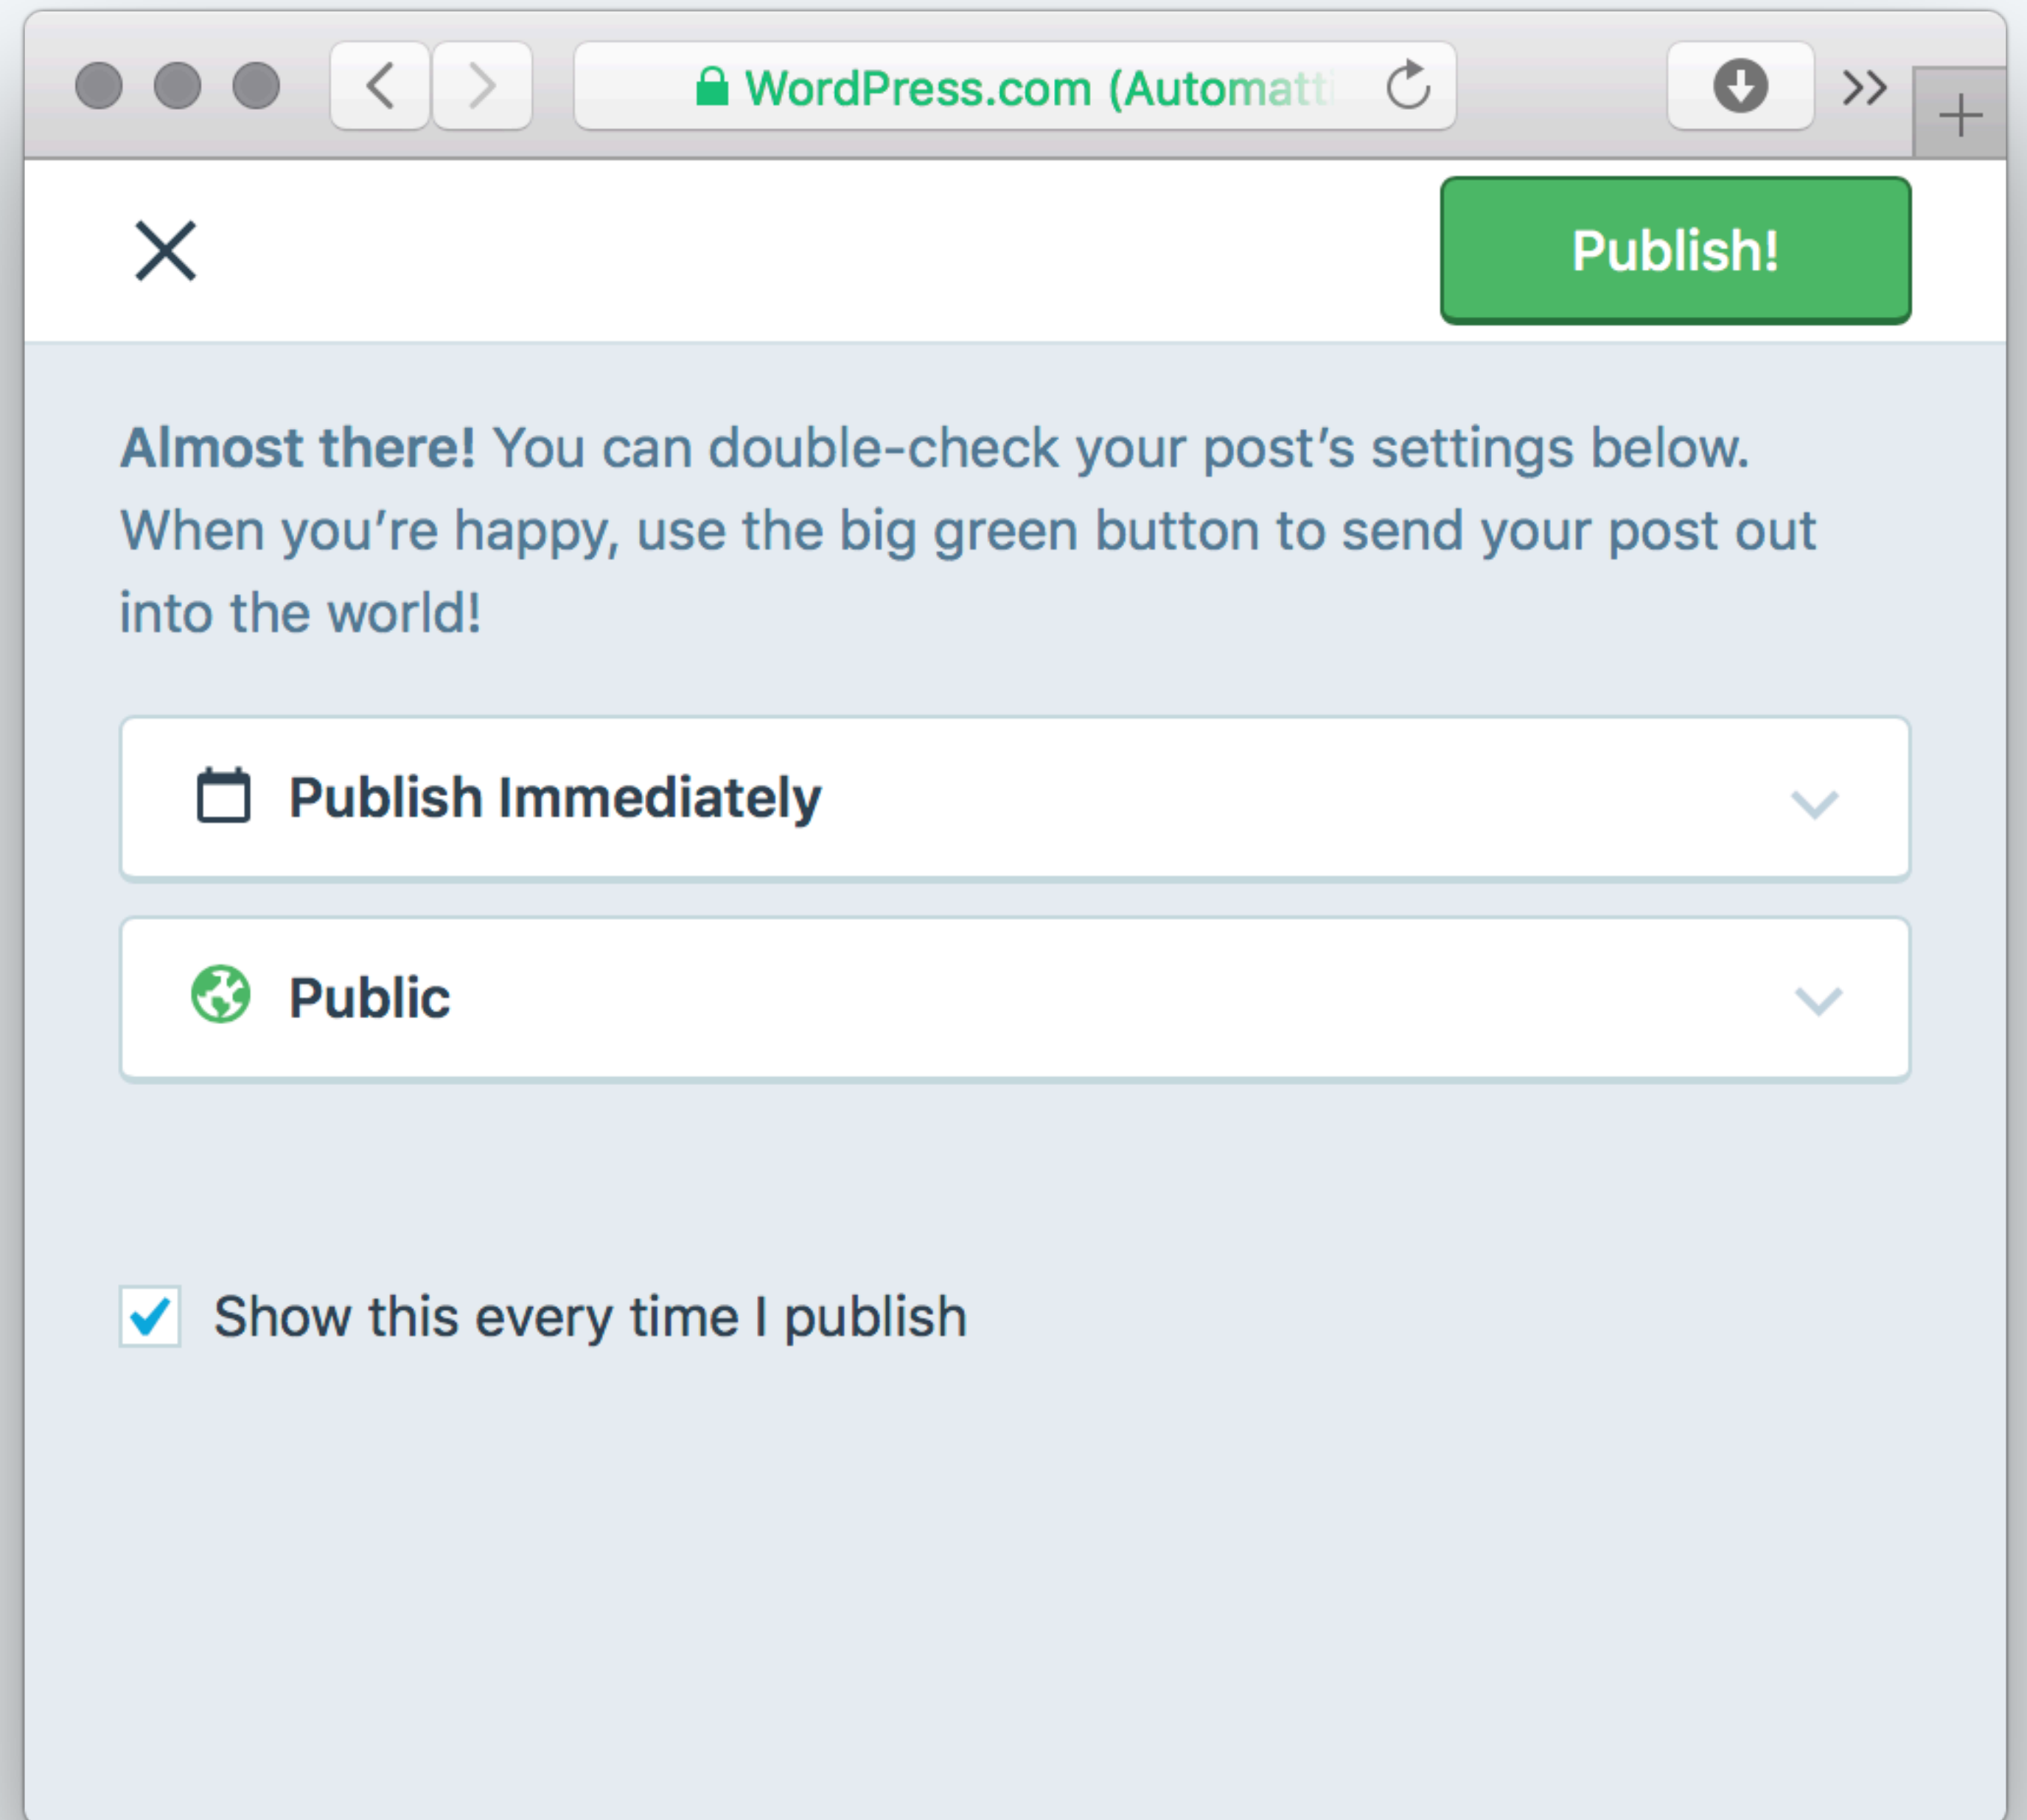 WordPress.com (Automatti
Publish!
Almost there! You can double-check your post’s settings below.
When you’re happy, use the big green button to send your post out
into the world!
Publish Immediately
Public
Show this every time I publish